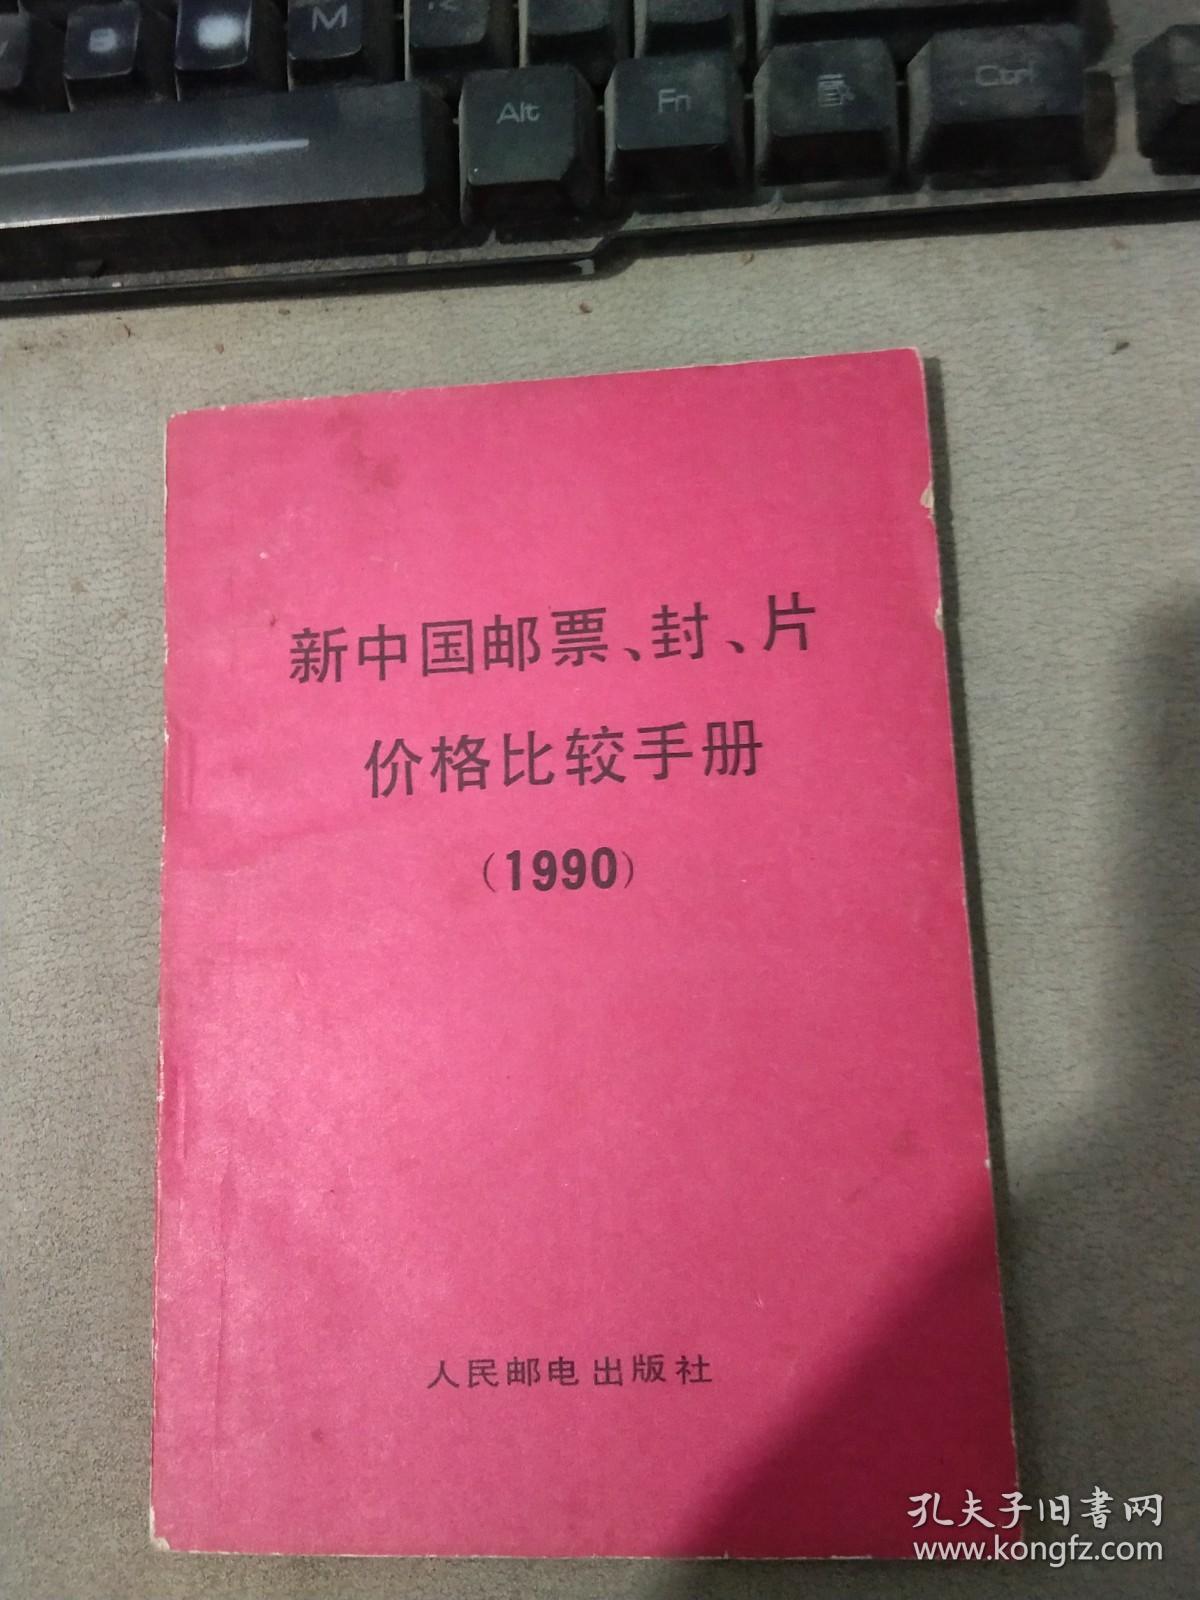 B
M
Alt
Fn
Ctrl
新中国邮票、封、片
价格比较手册
(1990)
人民邮电出版社
孔夫子旧书网
www.kongfz.com